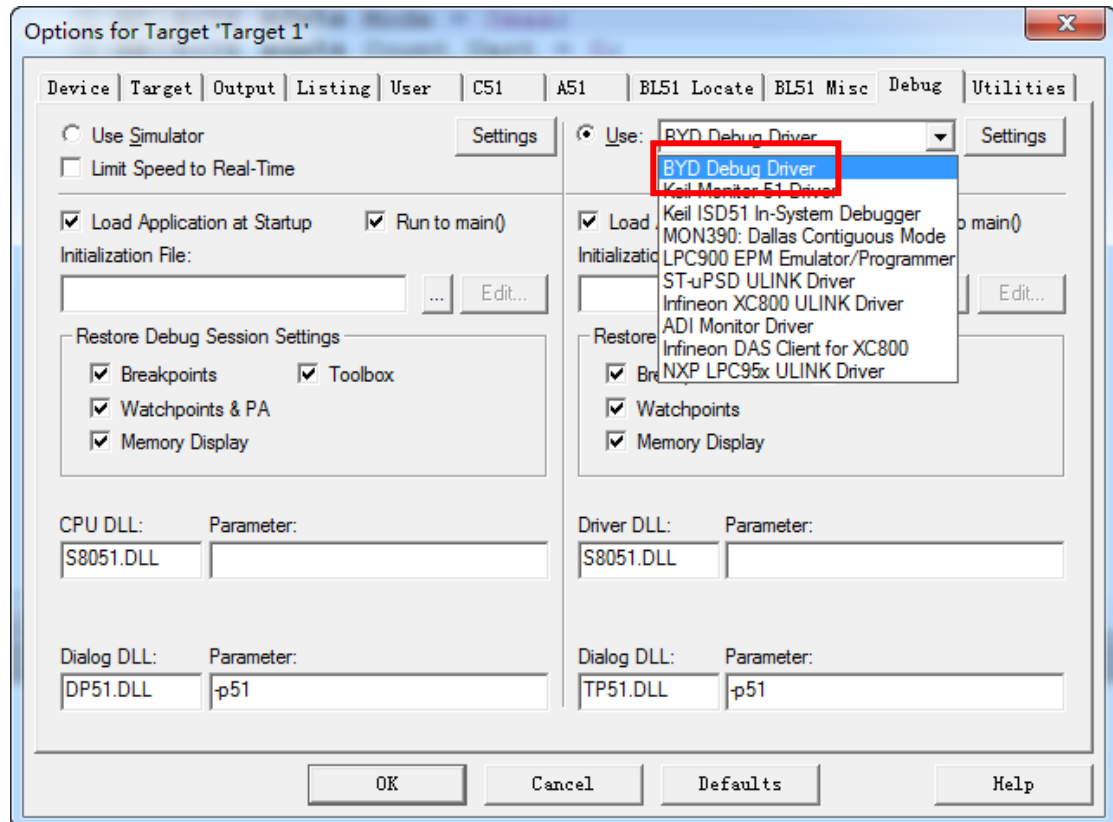 Options for Target 'Target 1'
Device Target Output Listing User C51 A51 BL51 Locate BL51 Misc Debug Utilities
Use Simulator Settings
Limit Speed to Real-Time
Use: BYD Debug Driver Settings
BYD Debug Driver
Keil Monitor 51 Driver
Keil ISD51 In-System Debugger
MON390: Dallas Contiguous Mode
LPC900 EPM Emulator/Programmer
ST-uPSD ULINK Driver
Infineon XC800 ULINK Driver
ADI Monitor Driver
Infineon DAS Client for XC800
NXP LPC95x ULINK Driver
Load Application at Startup Run to main()
Initialization File:
... Edit...
Load main()
Edit...
Restore Debug Session Settings
Breakpoints Toolbox
Watchpoints & PA
Memory Display
Restore
Watchpoints
Memory Display
CPU DLL: Parameter:
S8051.DLL
Driver DLL: Parameter:
S8051.DLL
Dialog DLL: Parameter:
DP51.DLL -p51
Dialog DLL: Parameter:
TP51.DLL -p51
OK Cancel Defaults Help